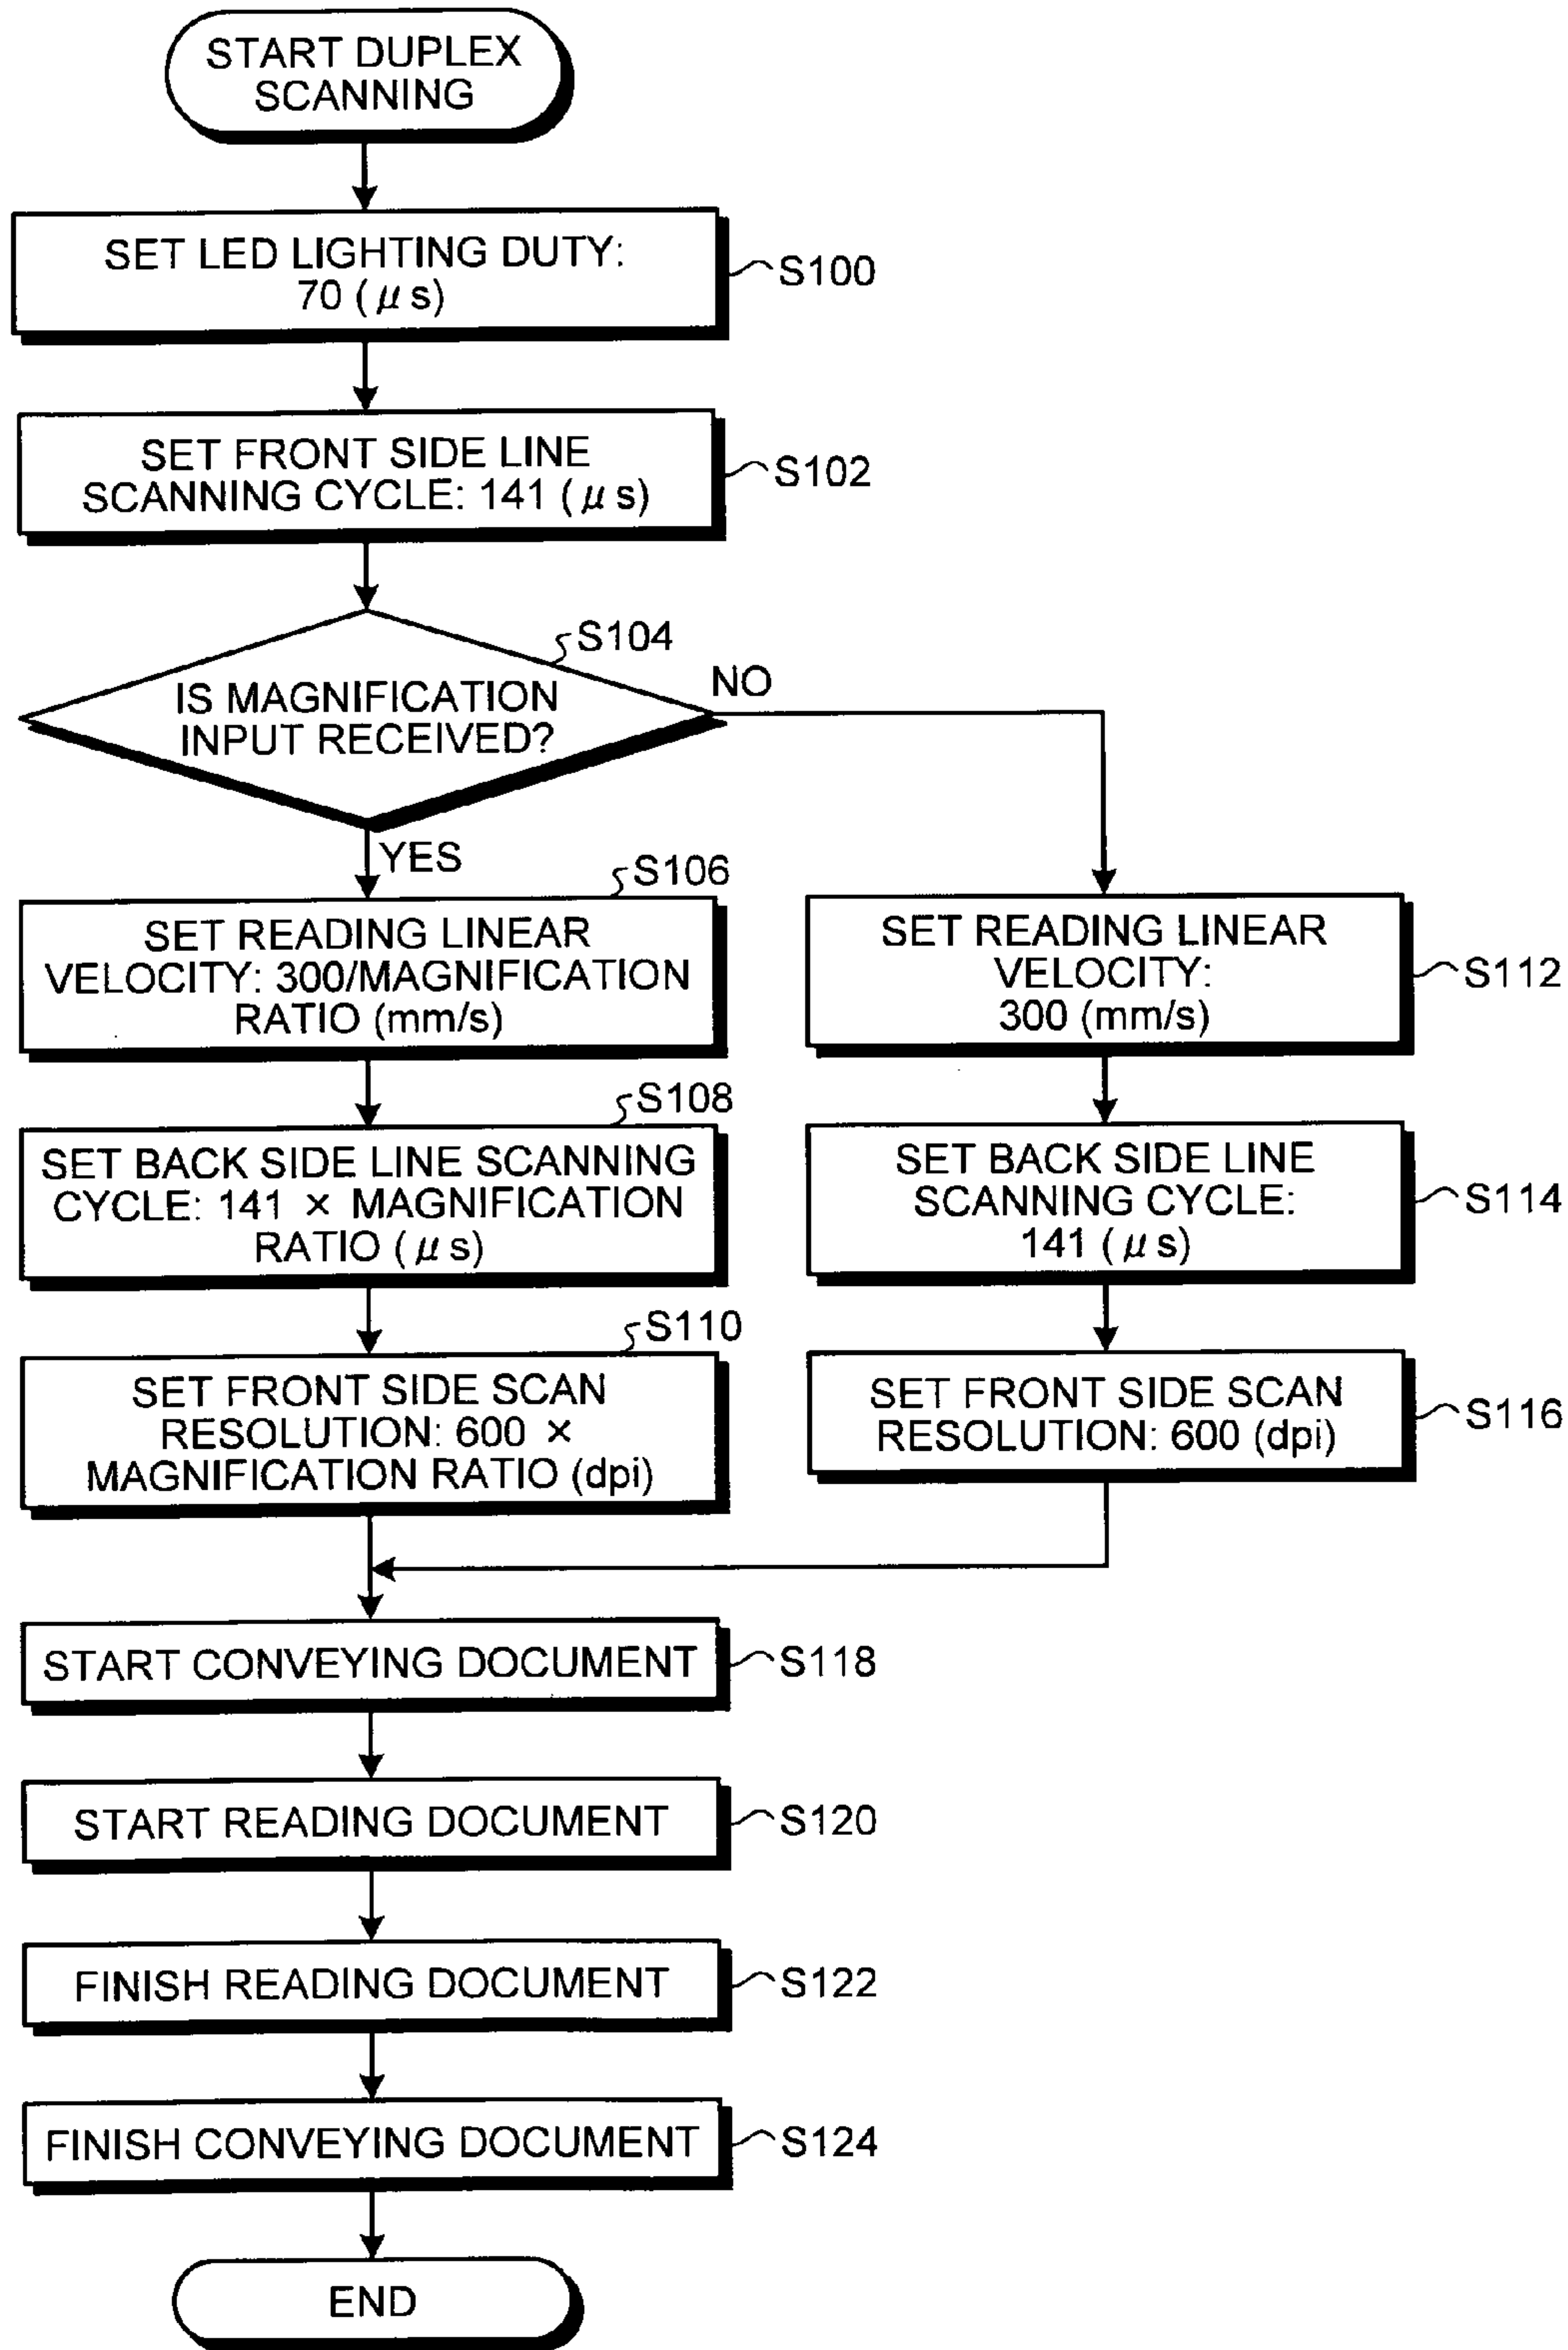 START DUPLEX
SCANNING
SET LED LIGHTING DUTY:
70 (μs)
S100
SET FRONT SIDE LINE
SCANNING CYCLE: 141 (μs)
S102
S104
IS MAGNIFICATION
INPUT RECEIVED?
NO
YES
S106
SET READING LINEAR
VELOCITY: 300/MAGNIFICATION
RATIO (mm/s)
SET READING LINEAR
VELOCITY:
300 (mm/s)
S112
S108
SET BACK SIDE LINE SCANNING
CYCLE: 141 × MAGNIFICATION
RATIO (μs)
SET BACK SIDE LINE
SCANNING CYCLE:
141 (μs)
S114
S110
SET FRONT SIDE SCAN
RESOLUTION: 600 ×
MAGNIFICATION RATIO (dpi)
SET FRONT SIDE SCAN
RESOLUTION: 600 (dpi)
S116
START CONVEYING DOCUMENT
S118
START READING DOCUMENT
S120
FINISH READING DOCUMENT
S122
FINISH CONVEYING DOCUMENT
S124
END